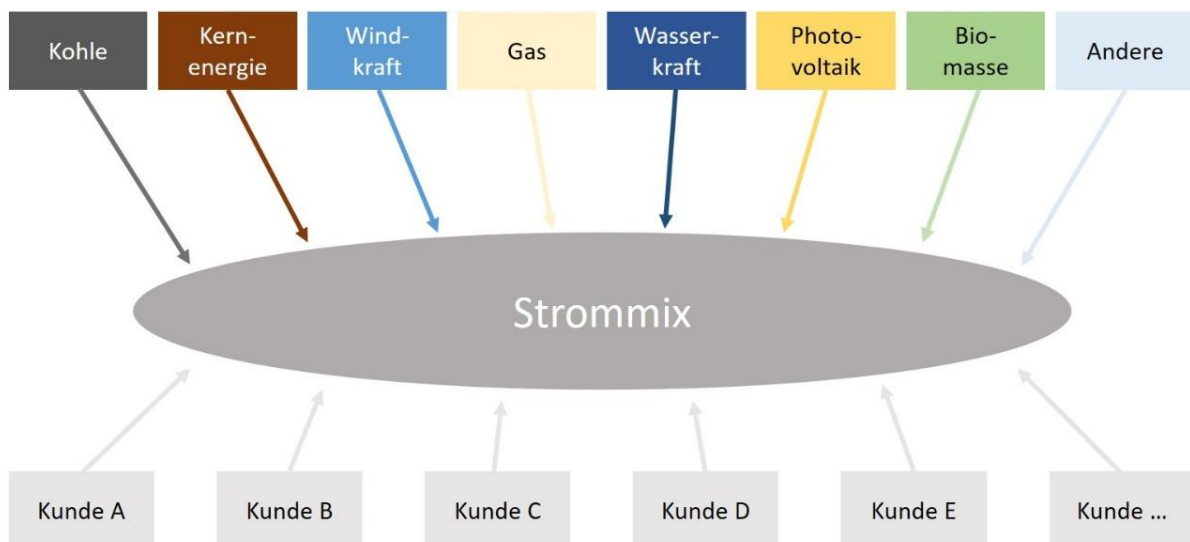 Kohle
Kern-
energie
Wind-
kraft
Gas
Wasser-
kraft
Photo-
voltaik
Bio-
masse
Andere
Strommix
Kunde A
Kunde B
Kunde C
Kunde D
Kunde E
Kunde ...